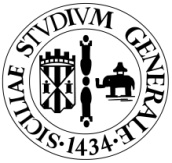 SICILIAE STVDIVM GENERALE · 1434 ·